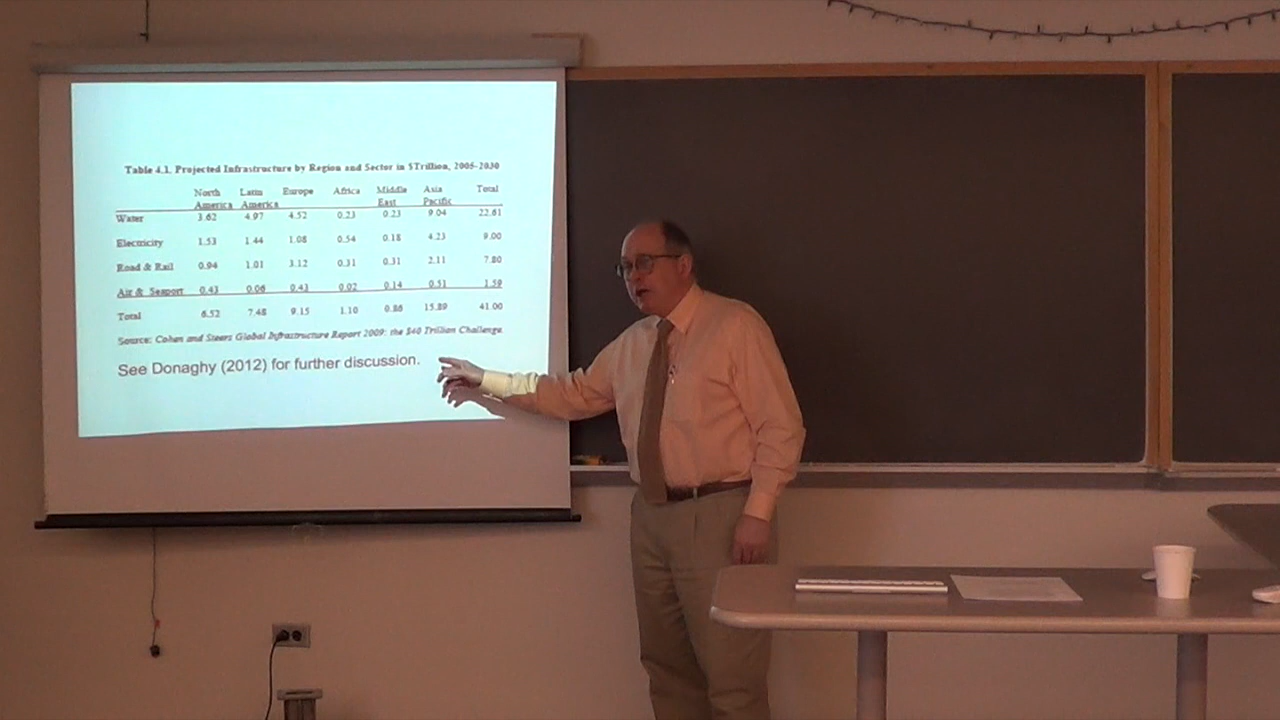 Table 4.1. Projected Infrastructure by Region and Sector in $Trillion, 2005-2030
North America Latin America Europe Africa Middle East Asia Pacific Total
Water 3.62 4.97 4.52 0.23 0.23 9.04 22.61
Electricity 1.53 1.44 1.08 0.54 0.18 4.23 9.00
Road & Rail 0.94 1.01 3.12 0.31 0.31 2.11 7.80
Air & Seaport 0.43 0.06 0.43 0.02 0.14 0.51 1.59
Total 6.52 7.48 9.15 1.10 0.86 15.89 41.00
Source: Cohen and Steers Global Infrastructure Report 2009: the $40 Trillion Challenge.
See Donaghy (2012) for further discussion.